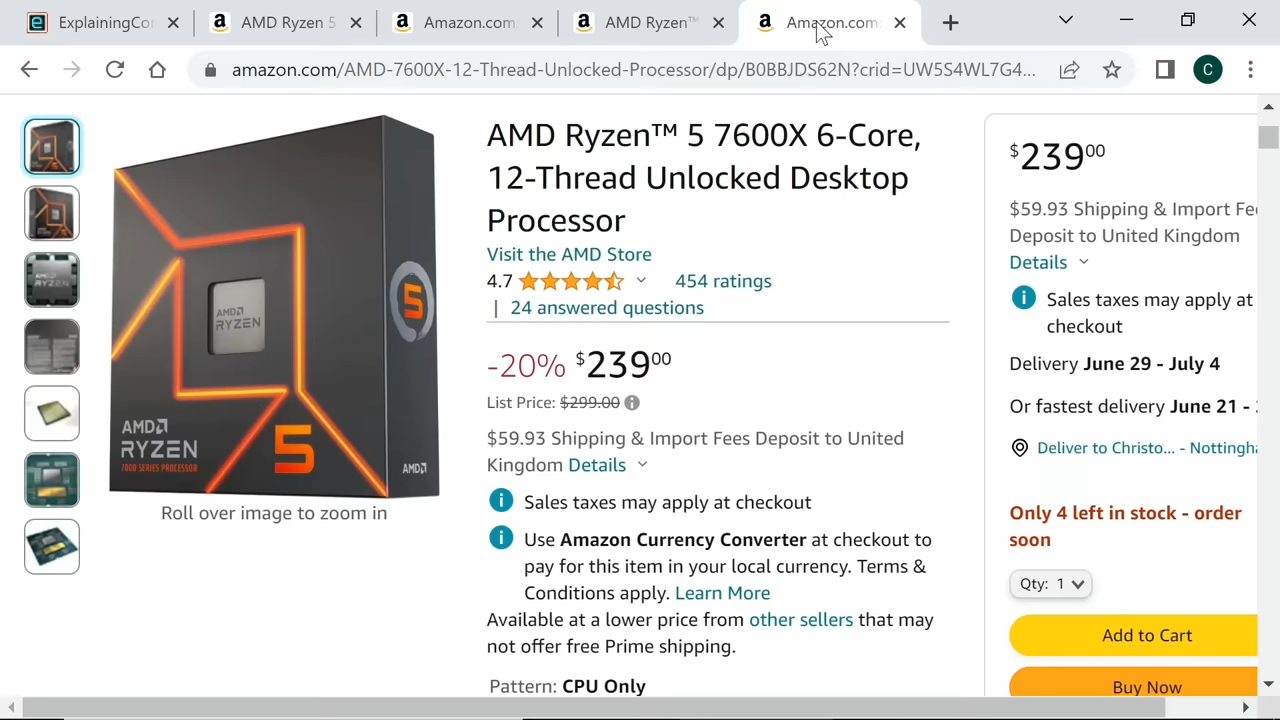 ExplainingCo
AMD Ryzen 5
Amazon.com
AMD Ryzen™
Amazon.com
amazon.com/AMD-7600X-12-Thread-Unlocked-Processor/dp/B0BBJDS62N?crid=UW5S4WL7G4...
C
AMD Ryzen™ 5 7600X 6-Core,
12-Thread Unlocked Desktop
Processor
Visit the AMD Store
4.7 454 ratings
| 24 answered questions
-20% $23900
List Price: $299.00
$59.93 Shipping & Import Fees Deposit to United
Kingdom Details
Sales taxes may apply at checkout
Use Amazon Currency Converter at checkout to
pay for this item in your local currency. Terms &
Conditions apply. Learn More
Available at a lower price from other sellers that may
not offer free Prime shipping.
Pattern: CPU Only
AMD
RYZEN
5
AMD
RYZEN
7000 SERIES PROCESSOR
5
AMD
Roll over image to zoom in
$23900
$59.93 Shipping & Import Fe
Deposit to United Kingdom
Details
Sales taxes may apply at
checkout
Delivery June 29 - July 4
Or fastest delivery June 21 -
Deliver to Christo... - Nottingh
Only 4 left in stock - order
soon
Qty: 1
Add to Cart
Buy Now